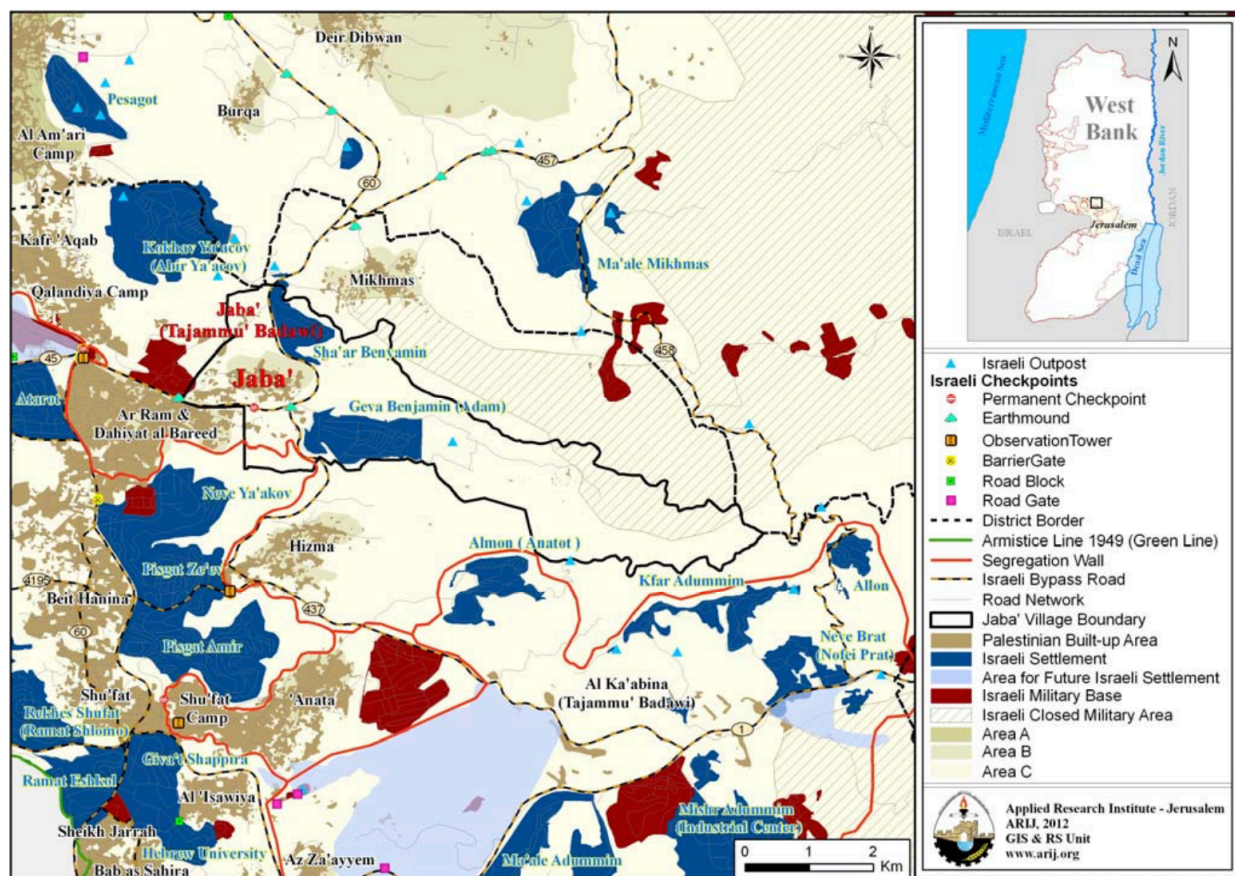 Deir Dibwan
Pesagot
Burqa
Al Am'ari
Camp
457
60
Kafr 'Aqab
Kokhav Ya'acov
(Abir Ya'acov)
Ma'ale Mikhmas
Mikhmas
Qalandiya Camp
Jaba'
(Tajammu' Badawi)
Sha'ar Benyamin
458
45
Jaba'
Atarot
Ar Ram &
Dahiyat al Bareed
Geva Benjamin (Adam)
Neve Ya'akov
Hizma
Almon ( Anatot )
Pisgat Ze'ev
Kfar Adummim
Allon
4195
Beit Hanina
437
60
Pisgat Amir
Neve Brat
(Nofei Prat)
Shu'fat
Shu'fat
Camp
'Anata
Al Ka'abina
(Tajammu' Badawi)
Rekhes Shufat
(Ramat Shlomo)
1
Giva't Shappira
Ramat Eshkol
Al 'Isawiya
Mishr Adummim
(Industrial Center)
Sheikh Jarrah
Hebrew University
Ma'ale Adummim
Az Za'ayyem
Bab as Sahira
0 1 2
Km
N
S
N
Mediterranean Sea
West
Bank
Jordan River
JORDAN
ISRAEL
Jerusalem
Dead Sea
Israeli Outpost
Israeli Checkpoints
Permanent Checkpoint
Earthmound
ObservationTower
BarrierGate
Road Block
Road Gate
District Border
Armistice Line 1949 (Green Line)
Segregation Wall
Israeli Bypass Road
Road Network
Jaba' Village Boundary
Palestinian Built-up Area
Israeli Settlement
Area for Future Israeli Settlement
Israeli Military Base
Israeli Closed Military Area
Area A
Area B
Area C
Applied Research Institute - Jerusalem
ARIJ, 2012
GIS & RS Unit
www.arij.org